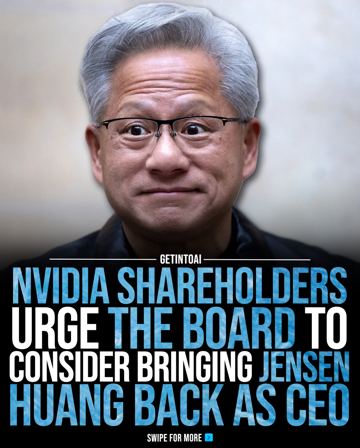 GETINTOAI
NVIDIA SHAREHOLDERS
URGE THE BOARD TO
CONSIDER BRINGING JENSEN
HUANG BACK AS CEO
SWIPE FOR MORE